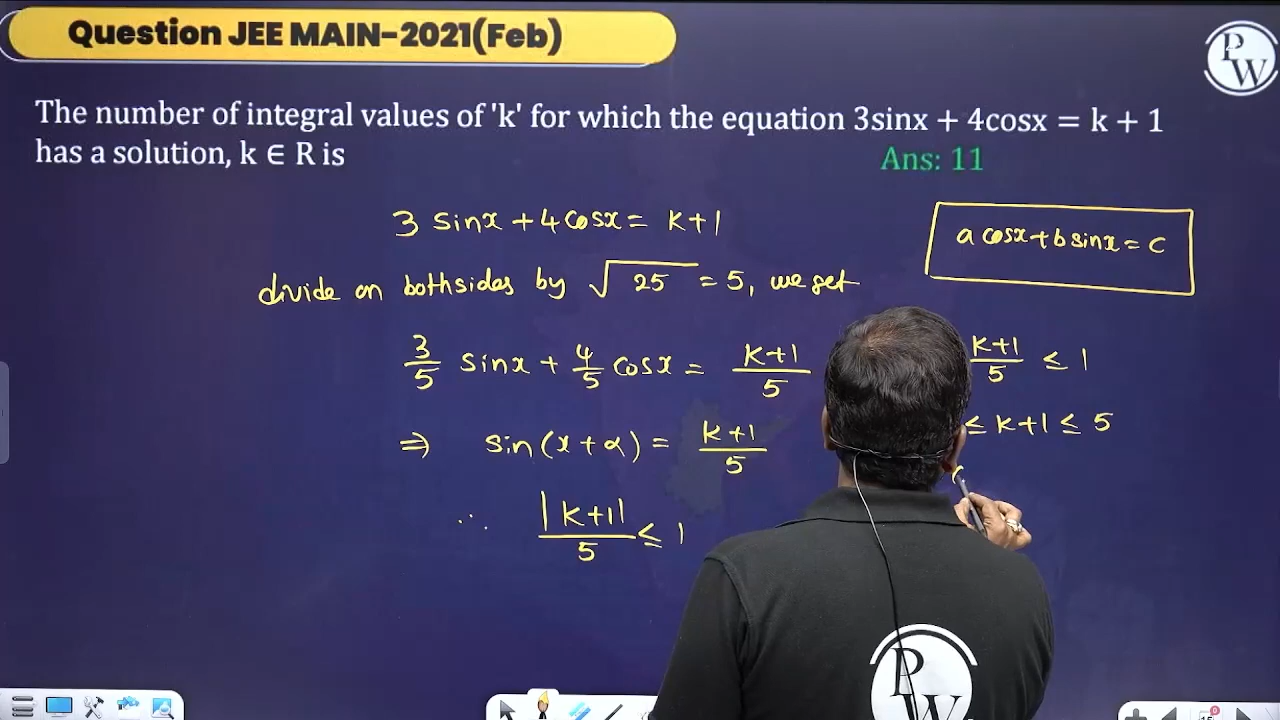 Question JEE MAIN-2021(Feb)
PW
The number of integral values of 'k' for which the equation 3sinx + 4cosx = k + 1
has a solution, k ∈ R is
Ans: 11
3 sinx + 4 cosx = k+1
a cosx + b sinx = c
divide on bothsides by √25 = 5, we get
3/5 sinx + 4/5 cosx = k+1/5
k+1/5 ≤ 1
⇒ sin(x+α) = k+1/5
≤ k+1 ≤ 5
∴ |k+1|/5 ≤ 1
PW